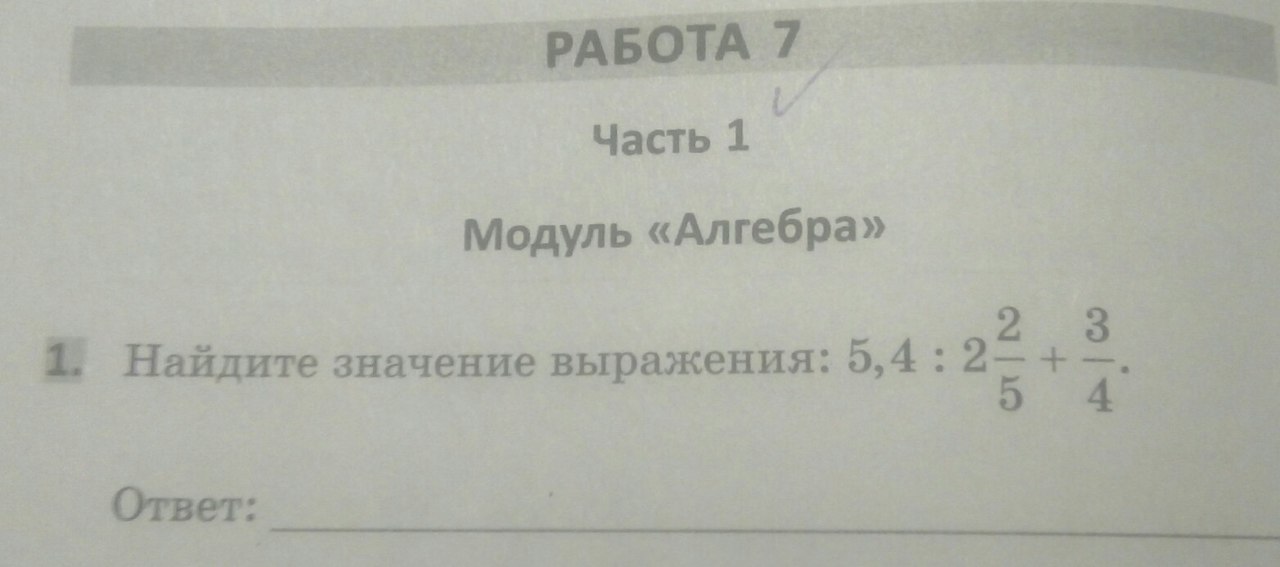 РАБОТА 7
Часть 1
Модуль «Алгебра»
1. Найдите значение выражения: 5,4 : 2 2/5 + 3/4.
Ответ: